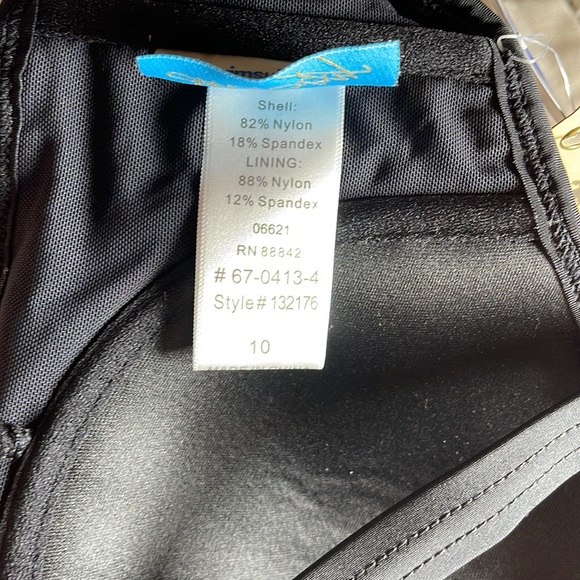 Shell:
82% Nylon
18% Spandex
LINING:
88% Nylon
12% Spandex
06621
RN 88842
# 67-0413-4
Style# 132176
10